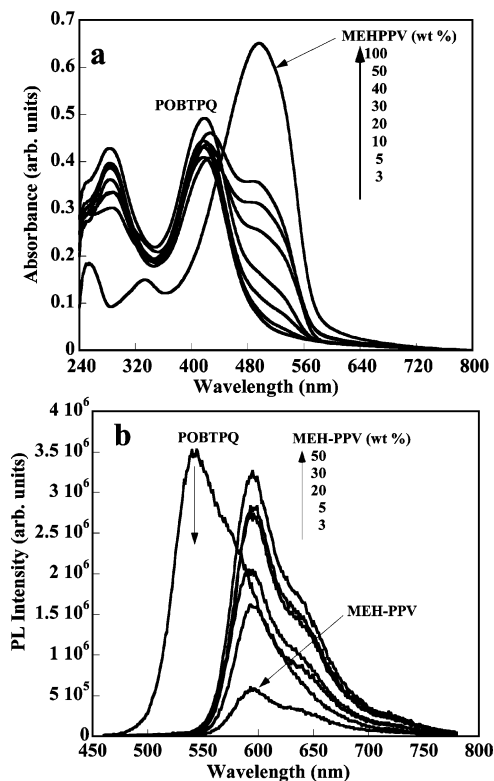 a
MEHPPV (wt %)
100
50
40
30
20
10
5
3
POBTPQ
Absorbance (arb. units)
0.7
0.6
0.5
0.4
0.3
0.2
0.1
0
240 320 400 480 560 640 720 800
Wavelength (nm)
b
POBTPQ
MEH-PPV (wt %)
50
30
20
5
3
MEH-PPV
PL Intensity (arb. units)
4 10^6
3.5 10^6
3 10^6
2.5 10^6
2 10^6
1.5 10^6
1 10^6
5 10^5
0
450 500 550 600 650 700 750 800
Wavelength (nm)